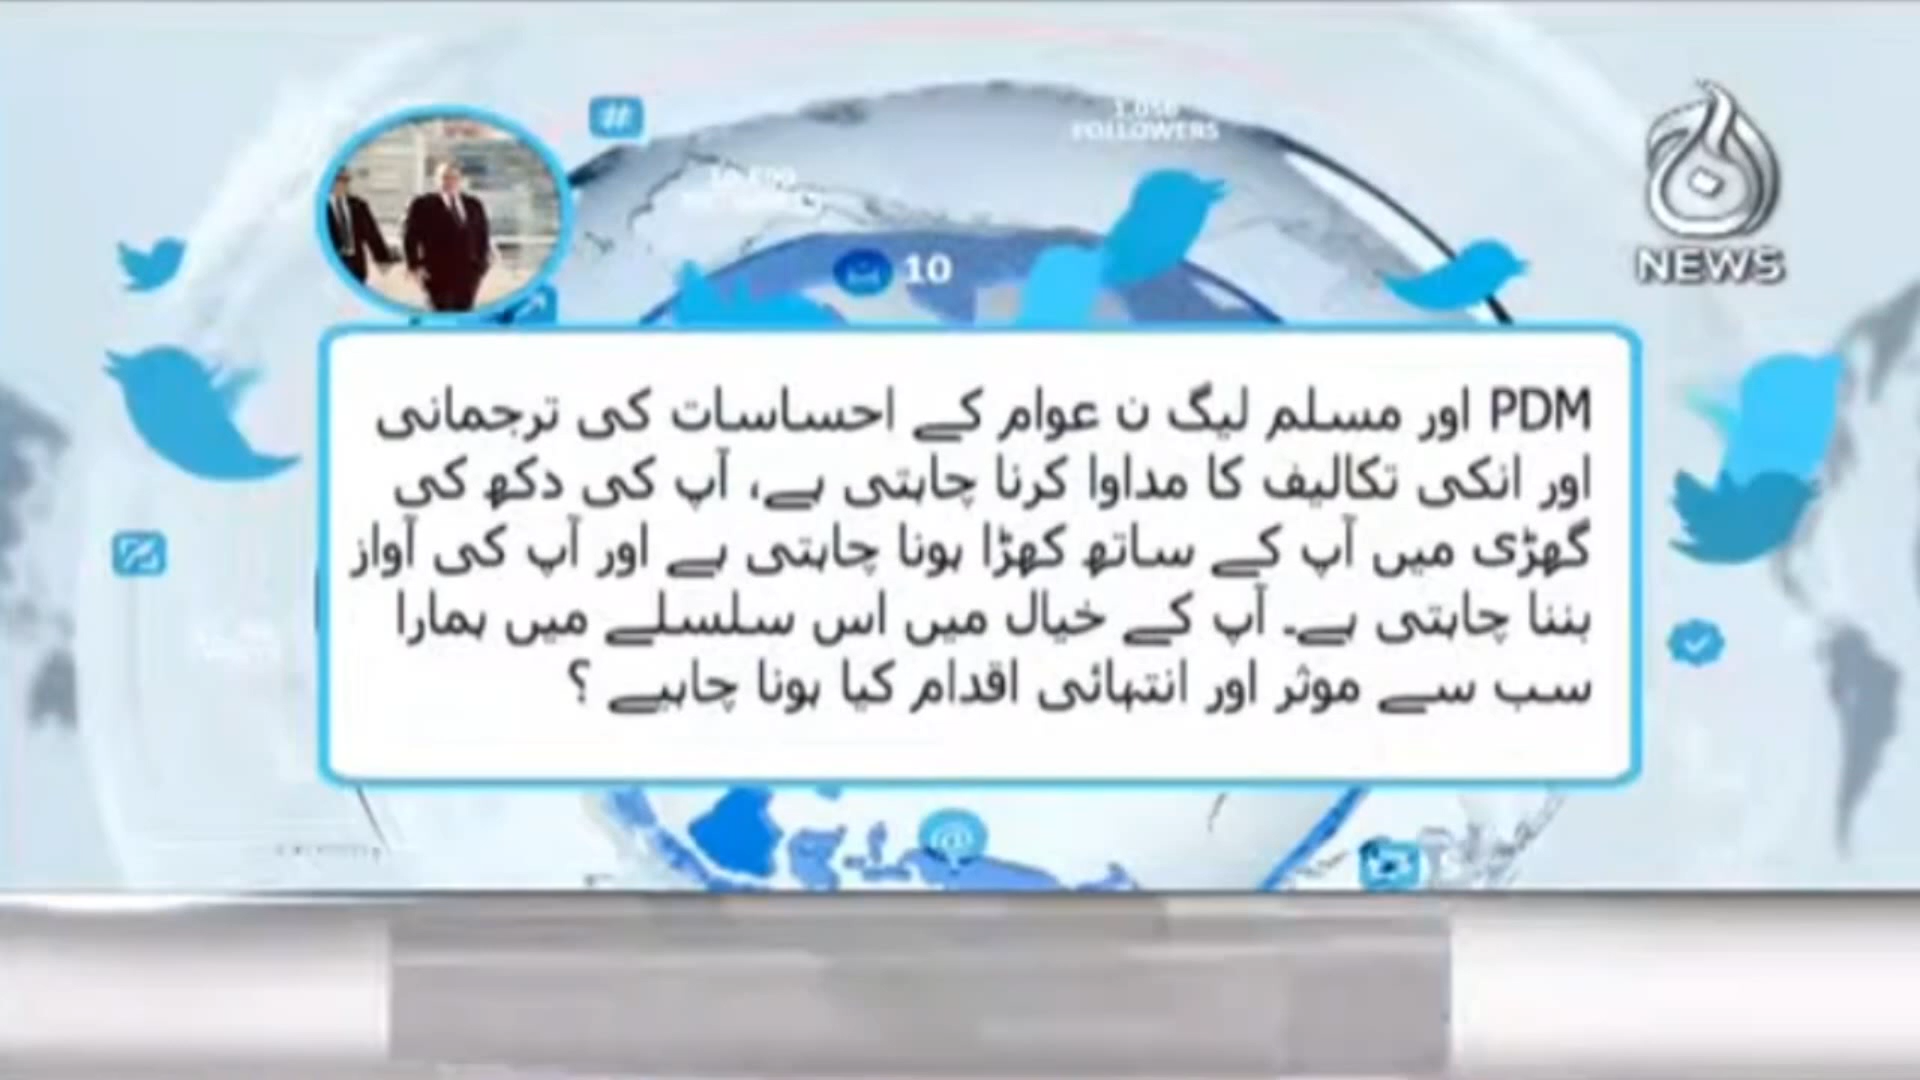 #
1,050
FOLLOWERS
10
NEWS
PDM اور مسلم لیگ ن عوام کے احساسات کی ترجمانی
اور انکی تکالیف کا مداوا کرنا چاہتی ہے، آپ کی دکھ کی
گھڑی میں آپ کے ساتھ کھڑا ہونا چاہتی ہے اور آپ کی آواز
بننا چاہتی ہے۔ آپ کے خیال میں اس سلسلے میں ہمارا
سب سے موثر اور انتہائی اقدام کیا ہونا چاہیے ؟
@